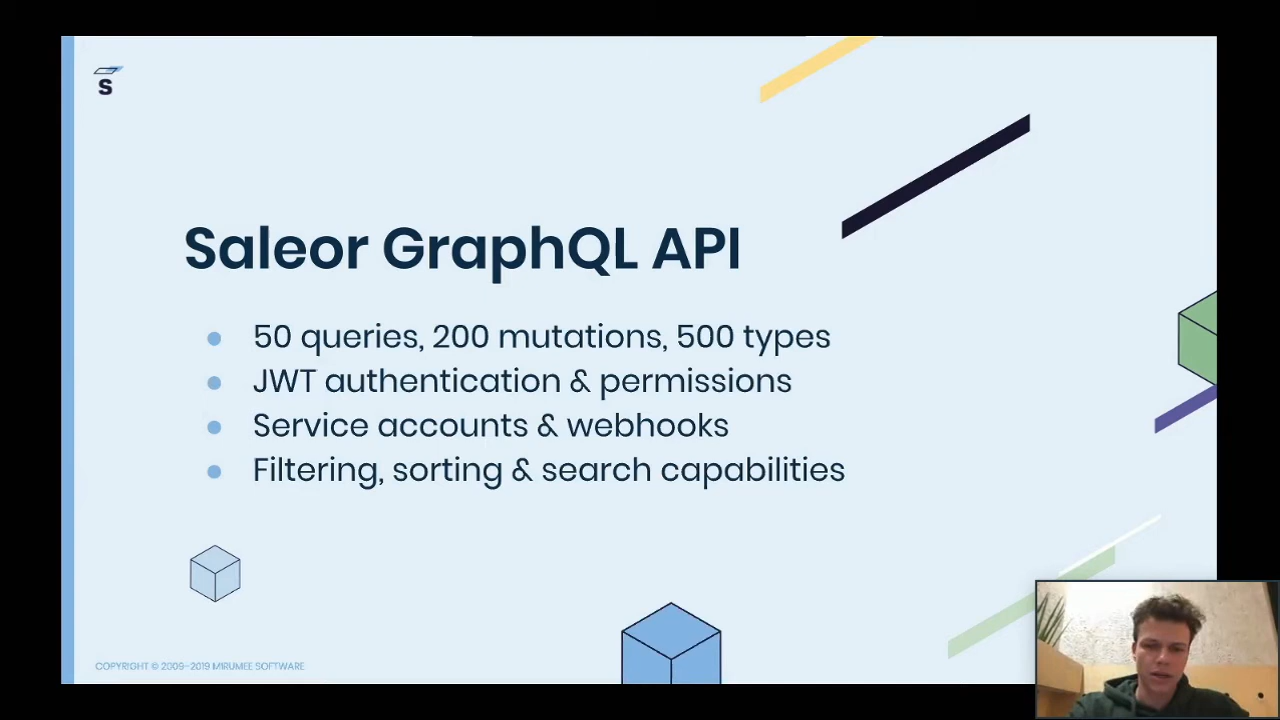 S
Saleor GraphQL API
50 queries, 200 mutations, 500 types
JWT authentication & permissions
Service accounts & webhooks
Filtering, sorting & search capabilities
COPYRIGHT © 2009–2019 MIRUMEE SOFTWARE